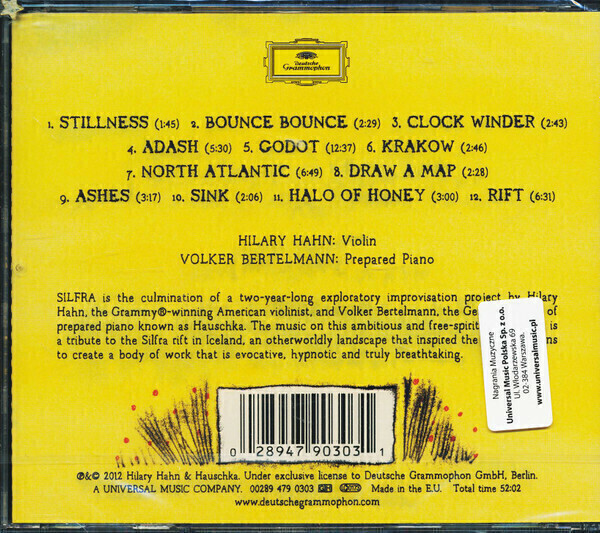 Deutsche
Grammophon
1. STILLNESS (1:45) 2. BOUNCE BOUNCE (2:29) 3. CLOCK WINDER (2:43)
4. ADASH (5:30) 5. GODOT (12:37) 6. KRAKOW (2:46)
7. NORTH ATLANTIC (6:49) 8. DRAW A MAP (2:28)
9. ASHES (3:17) 10. SINK (2:06) 11. HALO OF HONEY (3:00) 12. RIFT (6:31)
HILARY HAHN: Violin
VOLKER BERTELMANN: Prepared Piano
SILFRA is the culmination of a two-year-long exploratory improvisation project by Hilary
Hahn, the Grammy®-winning American violinist, and Volker Bertelmann, the Ge of
prepared piano known as Hauschka. The music on this ambitious and free-spirit is
a tribute to the Silfra rift in Iceland, an otherworldly landscape that inspired the ns
to create a body of work that is evocative, hypnotic and truly breathtaking.
Nagrania Muzyczne
Universal Music Polska Sp. z o.o.
Ul. Włodarzewska 69
02-384 Warszawa.
www.universalmusic.pl
0 28947 90303 1
℗&© 2012 Hilary Hahn & Hauschka. Under exclusive license to Deutsche Grammophon GmbH, Berlin.
A UNIVERSAL MUSIC COMPANY. 00289 479 0303 Made in the E.U. Total time 52:02
www.deutschegrammophon.com